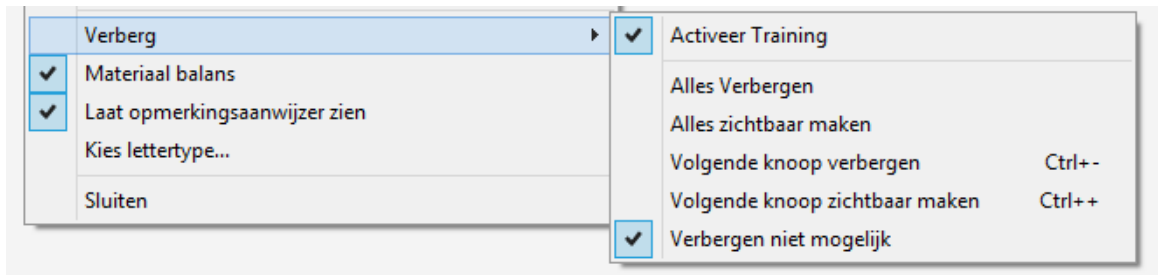 Verberg
Materiaal balans
Laat opmerkingsaanwijzer zien
Kies lettertype...
Sluiten
Activeer Training
Alles Verbergen
Alles zichtbaar maken
Volgende knoop verbergen Ctrl+-
Volgende knoop zichtbaar maken Ctrl++
Verbergen niet mogelijk